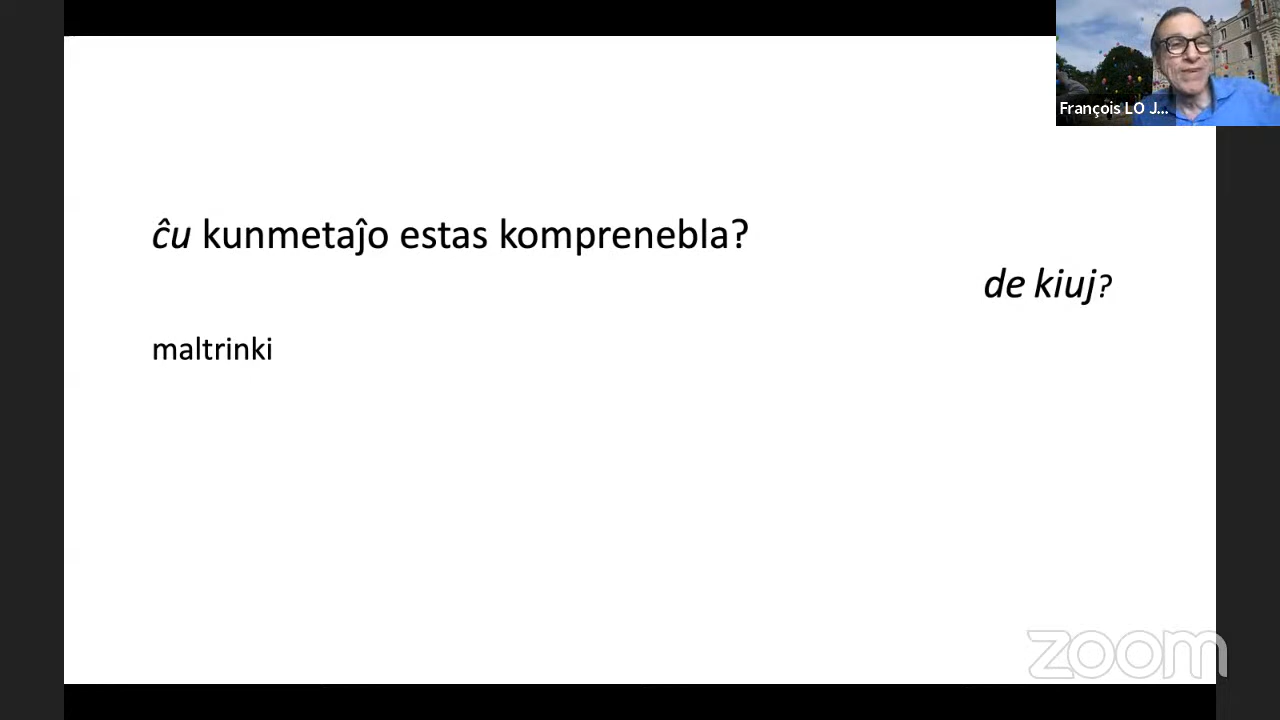 François LO J...
ĉu kunmetaĵo estas komprenebla?
de kiuj?
maltrinki
zoom